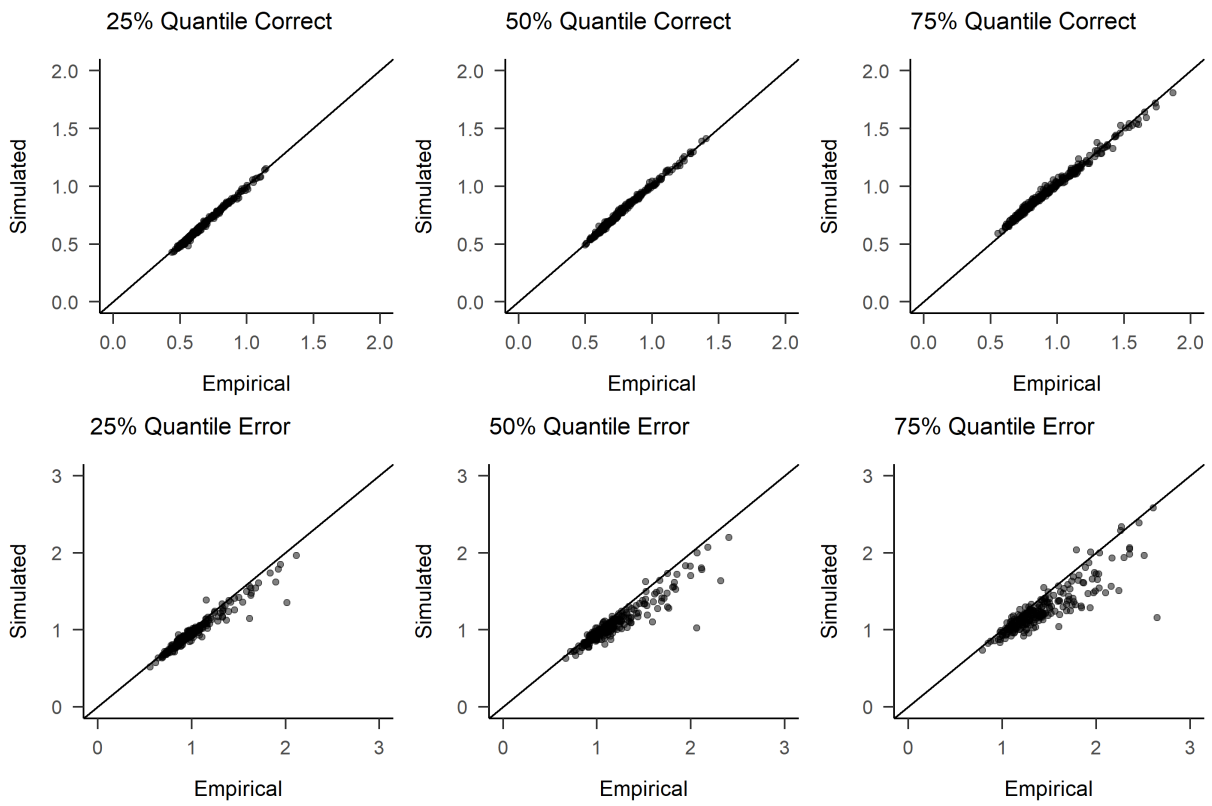 25% Quantile Correct
50% Quantile Correct
75% Quantile Correct
2.0
1.5
1.0
0.5
0.0
Simulated
0.0 0.5 1.0 1.5 2.0
Empirical
2.0
1.5
1.0
0.5
0.0
Simulated
0.0 0.5 1.0 1.5 2.0
Empirical
2.0
1.5
1.0
0.5
0.0
Simulated
0.0 0.5 1.0 1.5 2.0
Empirical
25% Quantile Error
50% Quantile Error
75% Quantile Error
3
2
1
0
Simulated
0 1 2 3
Empirical
3
2
1
0
Simulated
0 1 2 3
Empirical
3
2
1
0
Simulated
0 1 2 3
Empirical